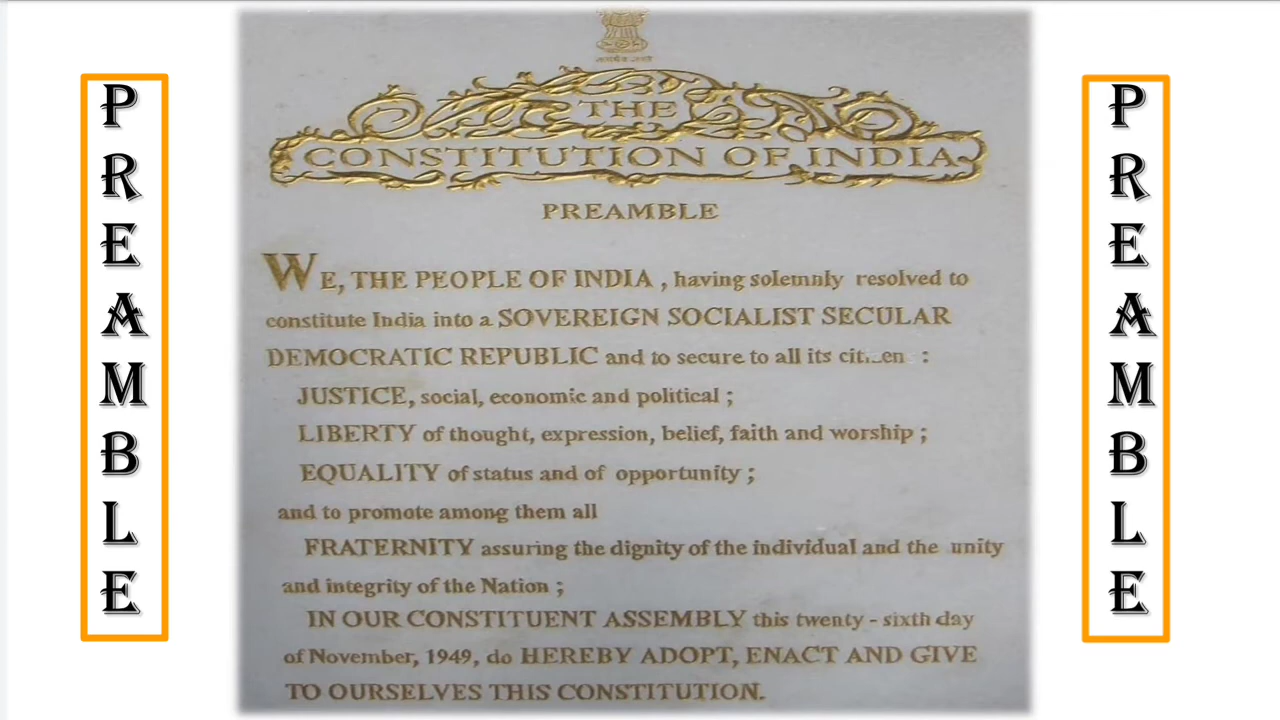 PREAMBLE
THE
CONSTITUTION OF INDIA
PREAMBLE
WE, THE PEOPLE OF INDIA , having solemnly resolved to
constitute India into a SOVEREIGN SOCIALIST SECULAR
DEMOCRATIC REPUBLIC and to secure to all its :
JUSTICE, social, economic and political ;
LIBERTY of thought, expression, belief, faith and worship ;
EQUALITY of status and of opportunity ;
and to promote among them all
FRATERNITY assuring the dignity of the individual and the unity
and integrity of the Nation ;
IN OUR CONSTITUENT ASSEMBLY this twenty - sixth day
of November, 1949, do HEREBY ADOPT, ENACT AND GIVE
TO OURSELVES THIS CONSTITUTION.
PREAMBLE